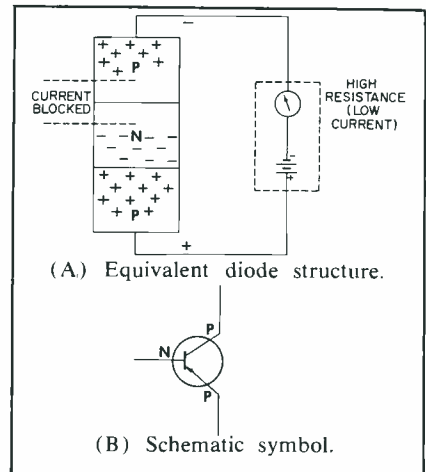 −
+ + + + +
+ + P +
CURRENT
BLOCKED
− − N − −
− − − −
+ + + + +
+ + + + +
+ P + +
+
HIGH
RESISTANCE
(LOW
CURRENT)
−
+
(A) Equivalent diode structure.
P
N
P
(B) Schematic symbol.